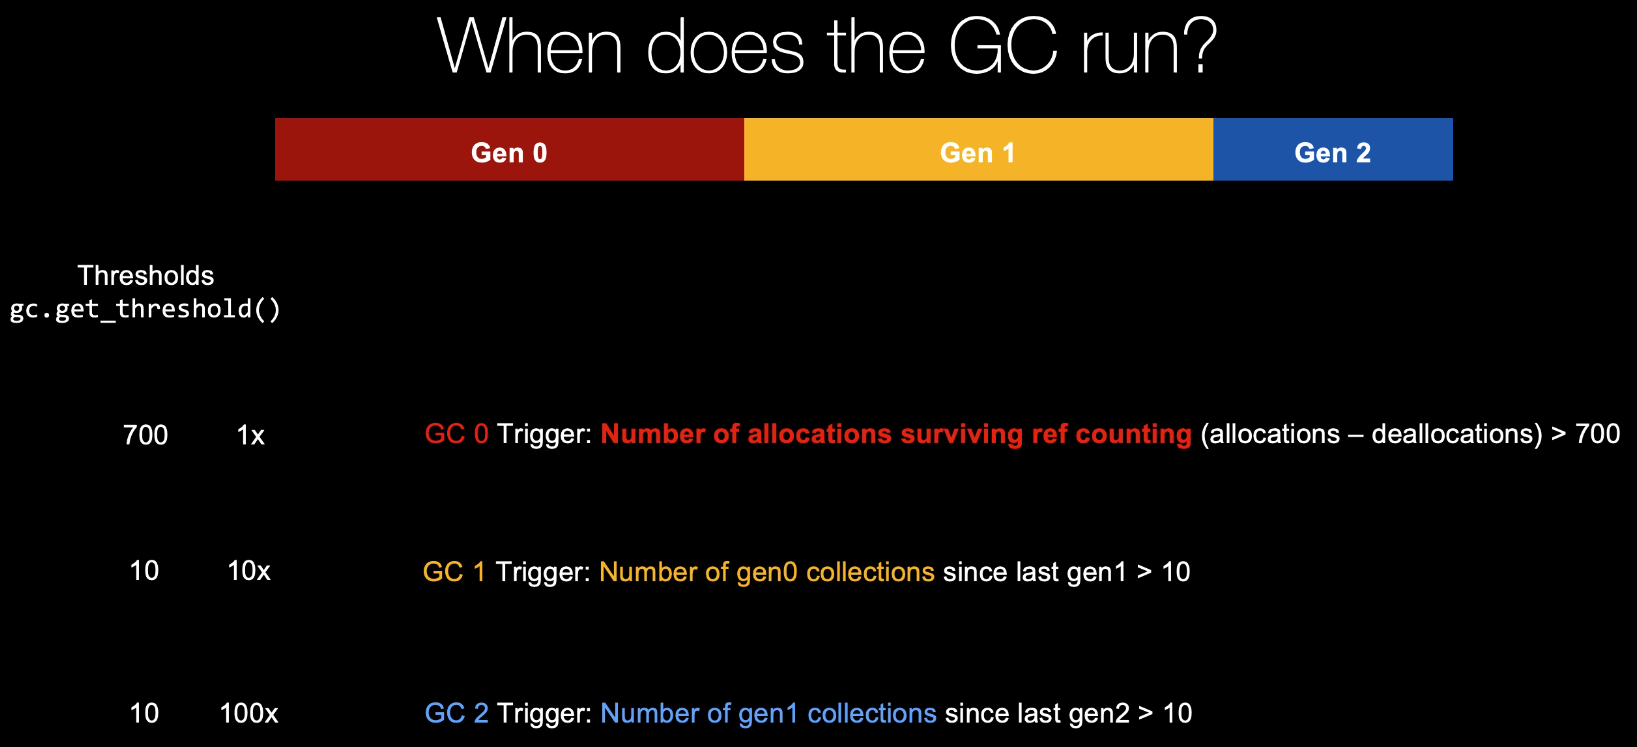 When does the GC run?
Gen 0 Gen 1 Gen 2
Thresholds
gc.get_threshold()
700 1x GC 0 Trigger: Number of allocations surviving ref counting (allocations – deallocations) > 700
10 10x GC 1 Trigger: Number of gen0 collections since last gen1 > 10
10 100x GC 2 Trigger: Number of gen1 collections since last gen2 > 10